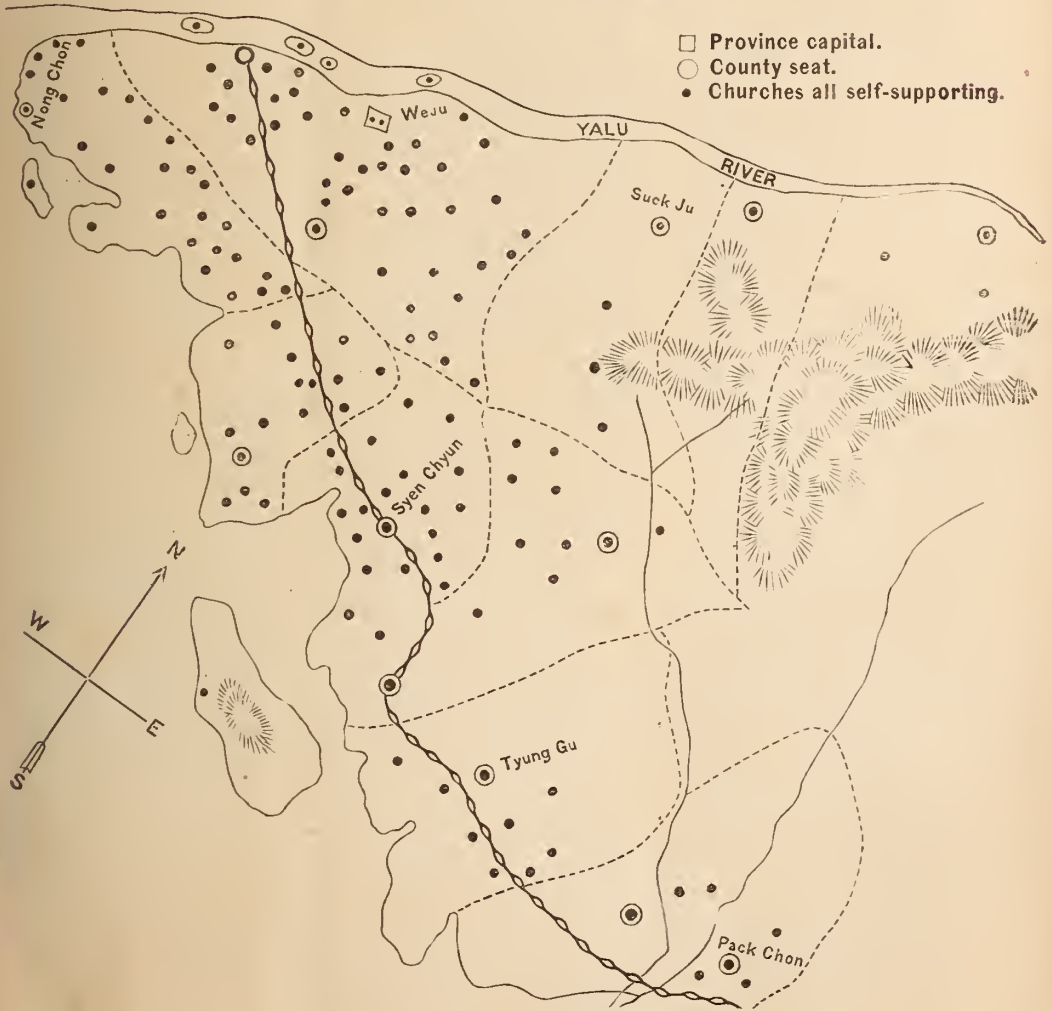 Province capital.
County seat.
Churches all self-supporting.
Nong Chon
Weju
YALU
RIVER
Suck Ju
Syen Chyun
N
W
E
S
Tyung Gu
Pack Chon